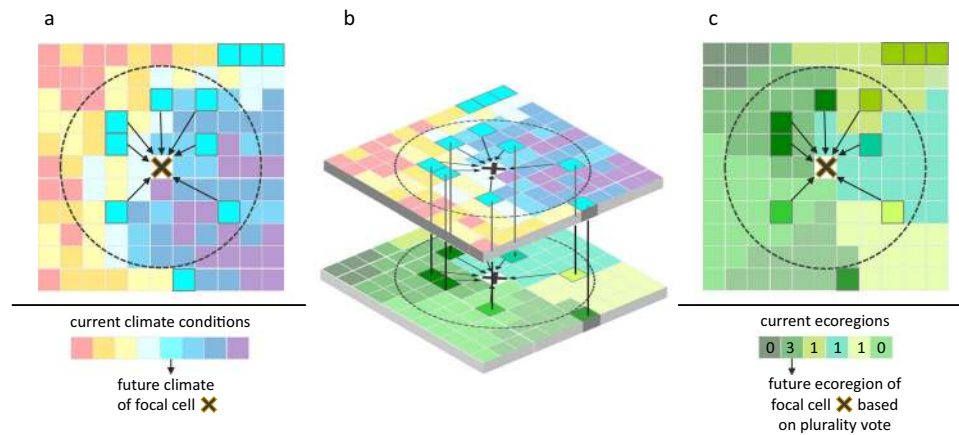 a
b
c
current climate conditions
future climate
of focal cell
current ecoregions
0 3 1 1 1 0
future ecoregion of
focal cell based
on plurality vote